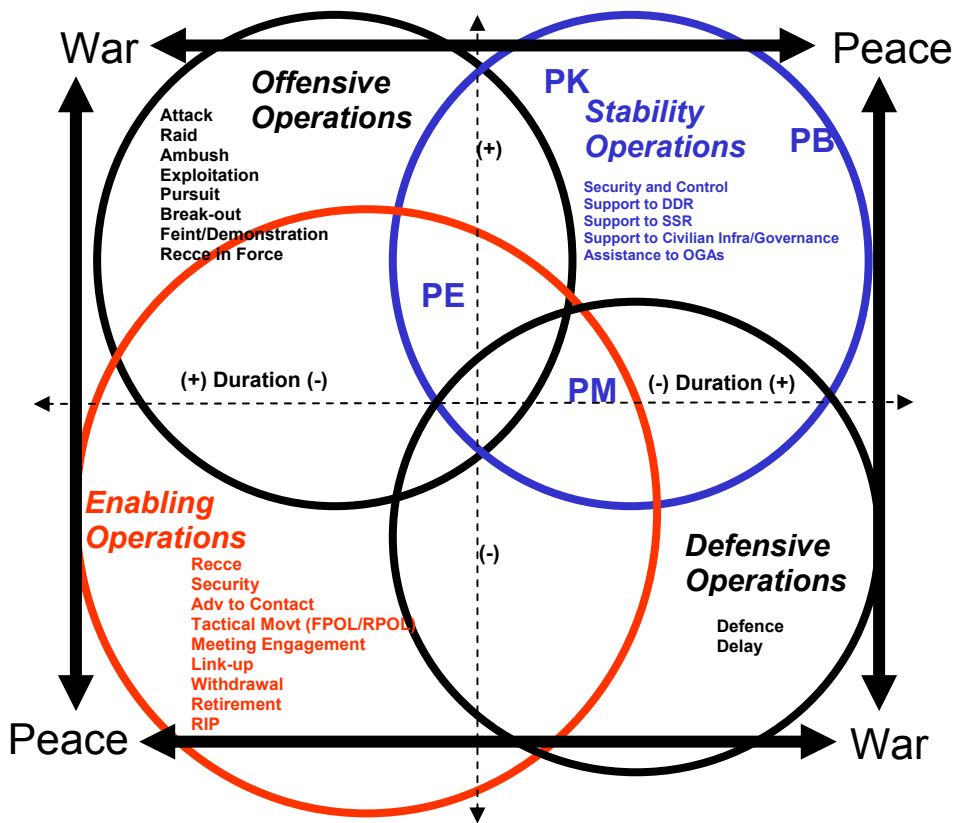 War
Peace
Offensive
Operations
Attack
Raid
Ambush
Exploitation
Pursuit
Break-out
Feint/Demonstration
Recce in Force
(+)
PK
Stability
Operations
PB
Security and Control
Support to DDR
Support to SSR
Support to Civilian Infra/Governance
Assistance to OGAs
PE
(+) Duration (-)
PM
(-) Duration (+)
Enabling
Operations
Recce
Security
Adv to Contact
Tactical Movt (FPOL/RPOL)
Meeting Engagement
Link-up
Withdrawal
Retirement
RIP
(-)
Defensive
Operations
Defence
Delay
Peace
War